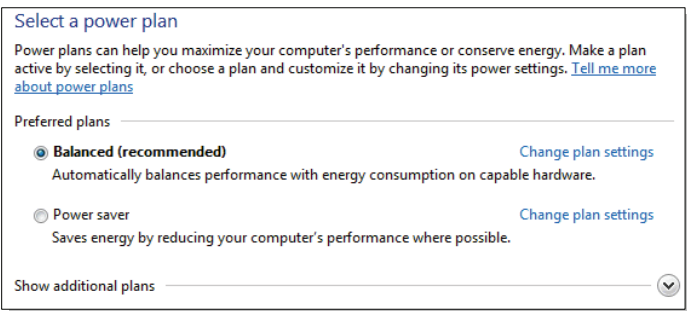 Select a power plan
Power plans can help you maximize your computer's performance or conserve energy. Make a plan
active by selecting it, or choose a plan and customize it by changing its power settings. Tell me more
about power plans
Preferred plans
Balanced (recommended) Change plan settings
Automatically balances performance with energy consumption on capable hardware.
Power saver Change plan settings
Saves energy by reducing your computer's performance where possible.
Show additional plans